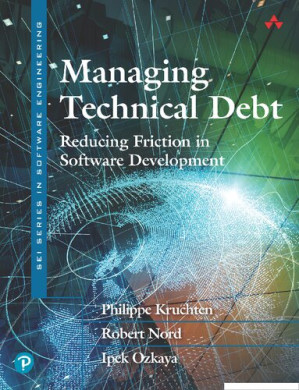 Managing
Technical Debt
Reducing Friction in
Software Development
SEI SERIES IN SOFTWARE ENGINEERING
Philippe Kruchten
Robert Nord
Ipek Ozkaya
P